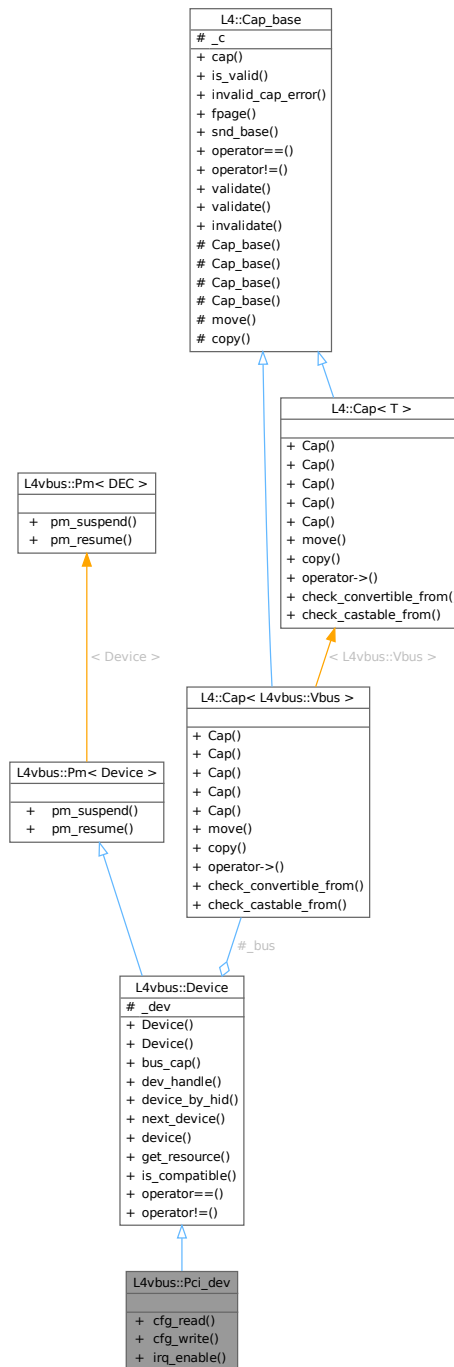 L4::Cap_base
# _c
+ cap()
+ is_valid()
+ invalid_cap_error()
+ fpage()
+ snd_base()
+ operator==()
+ operator!=()
+ validate()
+ validate()
+ invalidate()
# Cap_base()
# Cap_base()
# Cap_base()
# Cap_base()
# move()
# copy()
L4::Cap< T >
+ Cap()
+ Cap()
+ Cap()
+ Cap()
+ Cap()
+ move()
+ copy()
+ operator->()
+ check_convertible_from()
+ check_castable_from()
L4vbus::Pm< DEC >
+ pm_suspend()
+ pm_resume()
< Device >
< L4vbus::Vbus >
L4::Cap< L4vbus::Vbus >
+ Cap()
+ Cap()
+ Cap()
+ Cap()
+ Cap()
+ move()
+ copy()
+ operator->()
+ check_convertible_from()
+ check_castable_from()
L4vbus::Pm< Device >
+ pm_suspend()
+ pm_resume()
#_bus
L4vbus::Device
# _dev
+ Device()
+ Device()
+ bus_cap()
+ dev_handle()
+ device_by_hid()
+ next_device()
+ device()
+ get_resource()
+ is_compatible()
+ operator==()
+ operator!=()
L4vbus::Pci_dev
+ cfg_read()
+ cfg_write()
+ irq_enable()